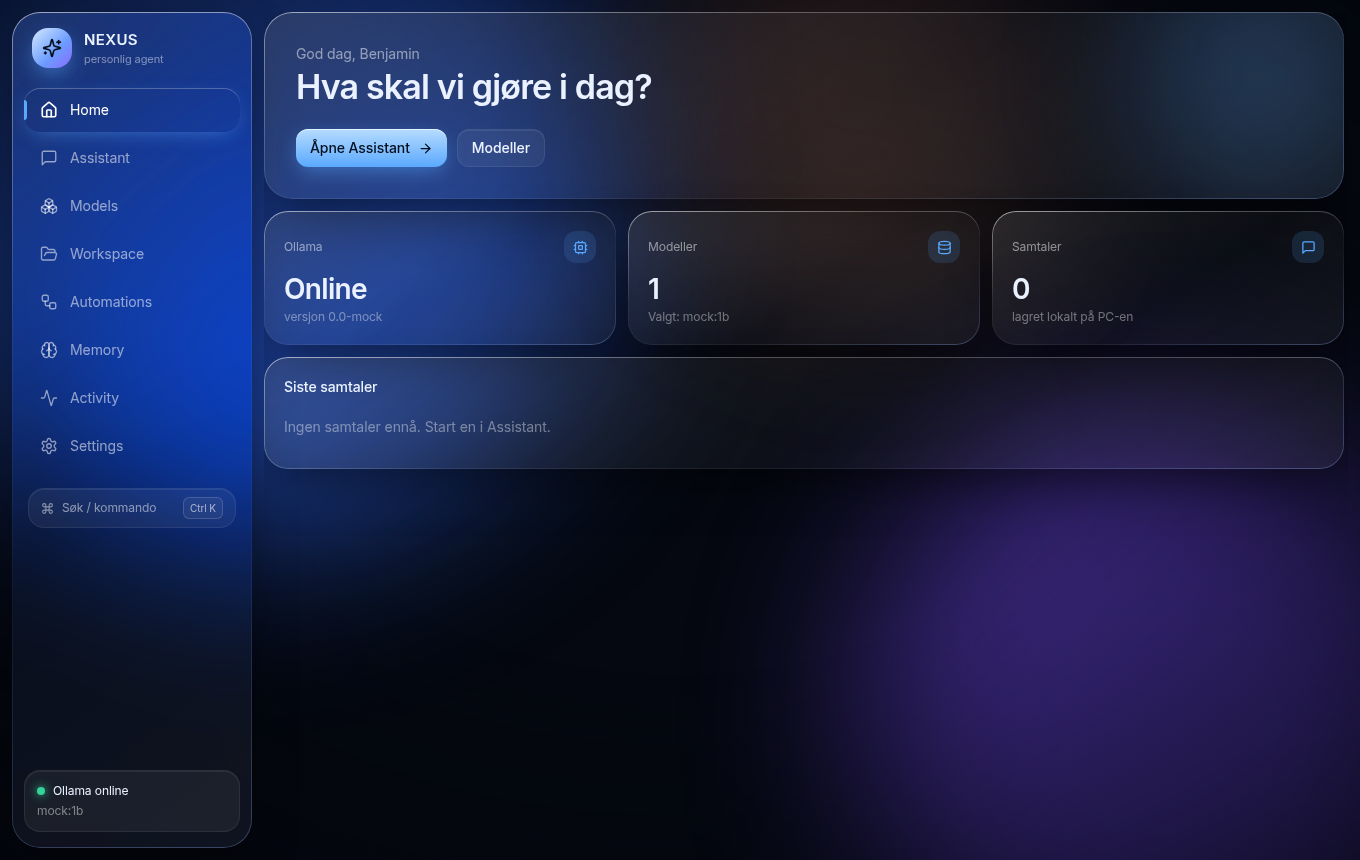 NEXUS
personlig agent
Home
Assistant
Models
Workspace
Automations
Memory
Activity
Settings
Søk / kommando
Ctrl K
Ollama online
mock:1b
God dag, Benjamin
Hva skal vi gjøre i dag?
Åpne Assistant
Modeller
Ollama
Online
versjon 0.0-mock
Modeller
1
Valgt: mock:1b
Samtaler
0
lagret lokalt på PC-en
Siste samtaler
Ingen samtaler ennå. Start en i Assistant.